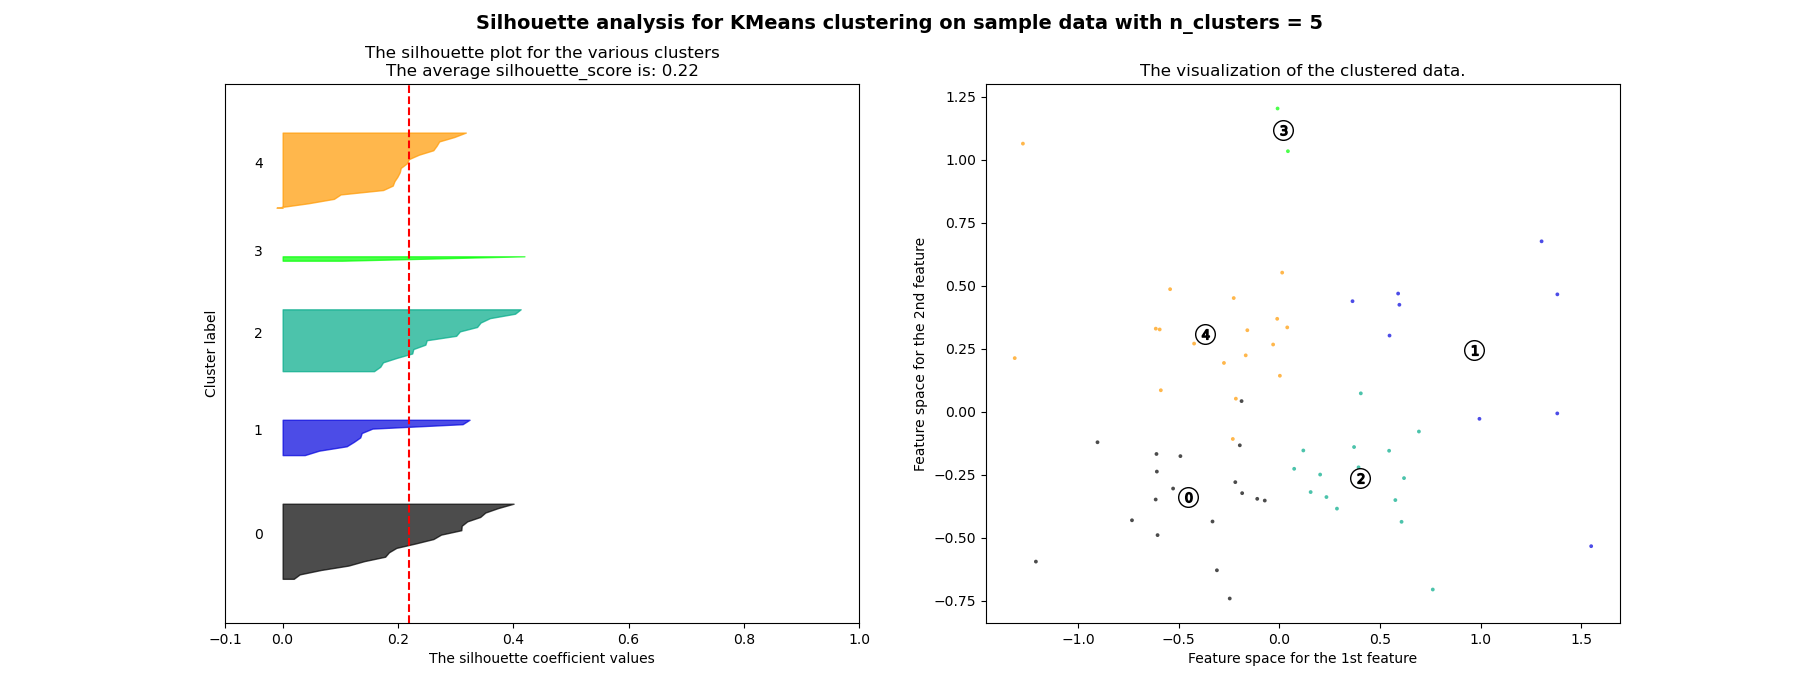 Silhouette analysis for KMeans clustering on sample data with n_clusters = 5
The silhouette plot for the various clusters
The average silhouette_score is: 0.22
4
3
2
1
0
Cluster label
−0.1 0.0 0.2 0.4 0.6 0.8 1.0
The silhouette coefficient values
The visualization of the clustered data.
1.25
1.00
0.75
0.50
0.25
0.00
−0.25
−0.50
−0.75
Feature space for the 2nd feature
3
4
1
2
0
−1.0 −0.5 0.0 0.5 1.0 1.5
Feature space for the 1st feature